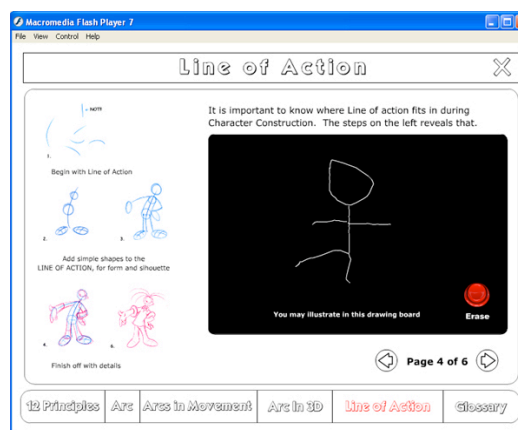 Macromedia Flash Player 7
File View Control Help
Line of Action
= NOTE
1.
Begin with Line of Action
2.
3.
Add simple shapes to the
LINE OF ACTION, for form and sihouette
4.
Finish off with details
It is important to know where Line of action fits in during
Character Construction. The steps on the left reveals that.
You may illustrate in this drawing board
Erase
Page 4 of 6
12 Principles
Arc
Arcs in Movement
Arc In 3D
Line of Action
Glossary